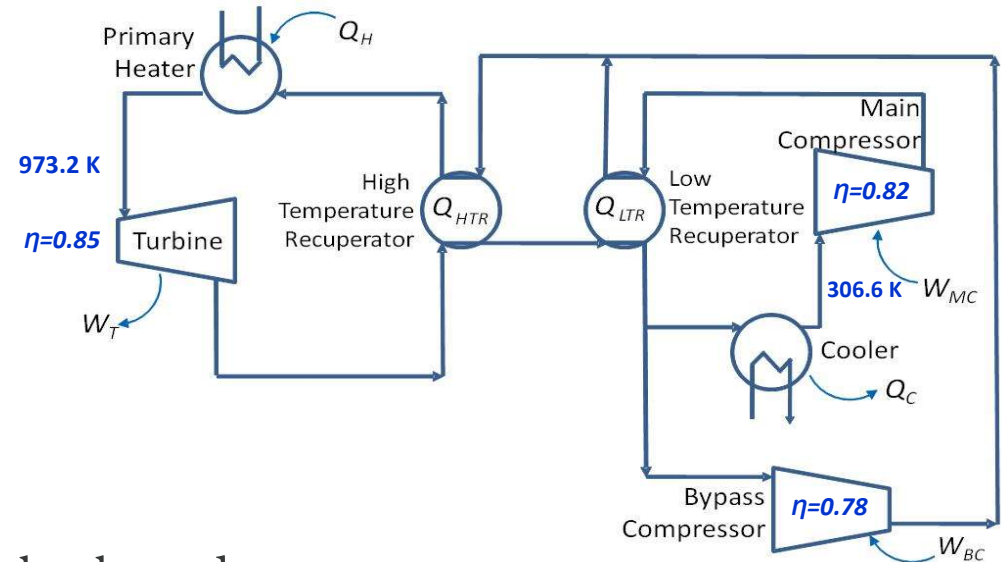 Primary
Heater
Q_H
973.2 K
η=0.85
Turbine
W_T
High
Temperature
Recuperator
Q_HTR
Q_LTR
Low
Temperature
Recuperator
Main
Compressor
η=0.82
306.6 K
W_MC
Cooler
Q_C
Bypass
Compressor
η=0.78
W_BC